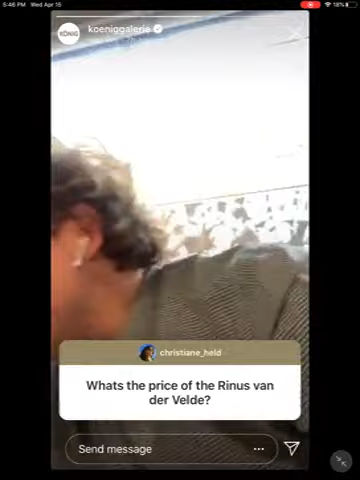 5:46 PM Wed Apr 15
18%
KÖNIG
koeniggalerie
christiane_held
Whats the price of the Rinus van
der Velde?
Send message